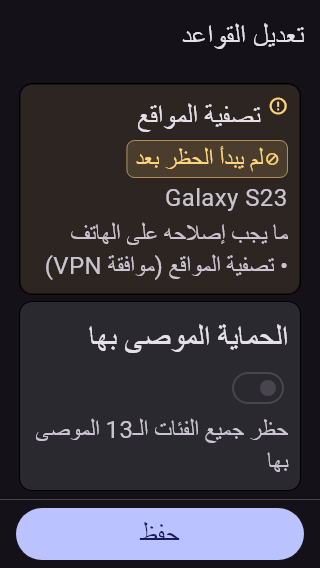 تعديل القواعد
تصفية المواقع
لم يبدأ الحظر بعد
Galaxy S23
ما يجب إصلاحه على الهاتف
• تصفية المواقع (موافقة VPN)
الحماية الموصى بها
حظر جميع الفئات الـ13 الموصى
بها
حفظ